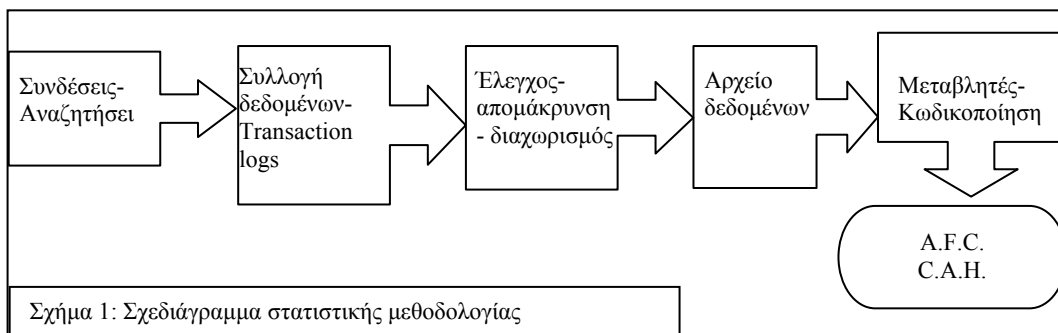 Συνδέσεις-
Αναζητήσει
Συλλογή
δεδομένων-
Transaction
logs
Έλεγχος-
απομάκρυνση
- διαχωρισμός
Αρχείο
δεδομένων
Μεταβλητές-
Κωδικοποίηση
A.F.C.
C.A.H.
Σχήμα 1: Σχεδιάγραμμα στατιστικής μεθοδολογίας